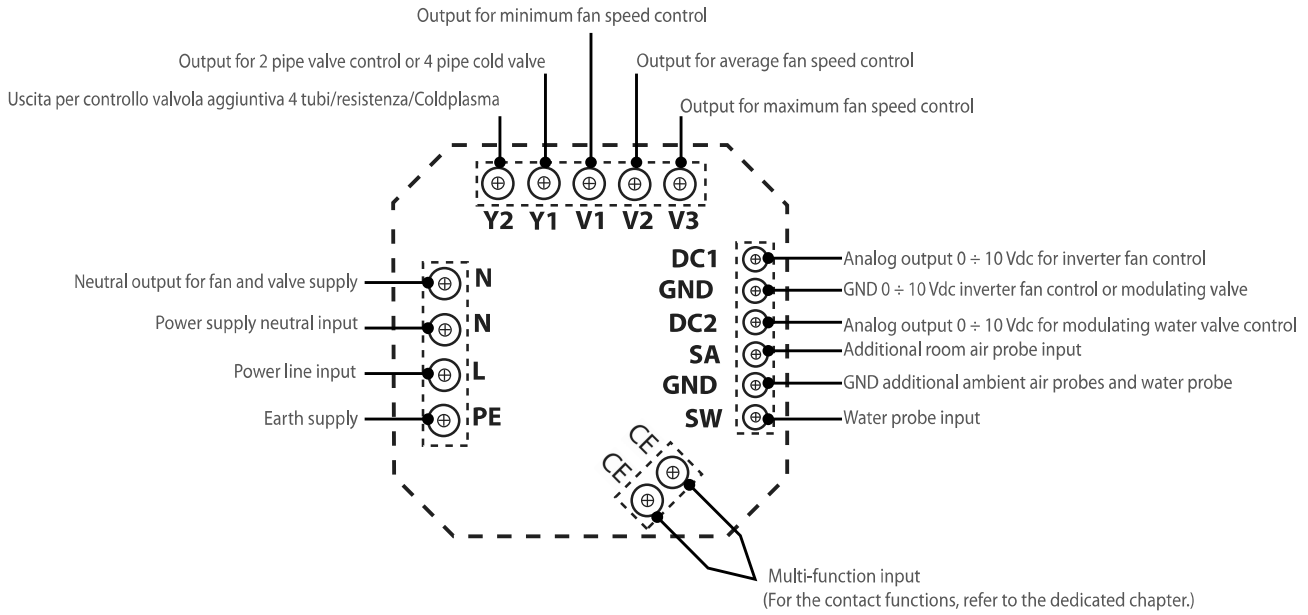 Output for minimum fan speed control
Output for 2 pipe valve control or 4 pipe cold valve
Output for average fan speed control
Uscita per controllo valvola aggiuntiva 4 tubi/resistenza/Coldplasma
Output for maximum fan speed control
Y2 Y1 V1 V2 V3
Neutral output for fan and valve supply
N
Power supply neutral input
N
Power line input
L
Earth supply
PE
DC1
Analog output 0 ÷ 10 Vdc for inverter fan control
GND
GND 0 ÷ 10 Vdc inverter fan control or modulating valve
DC2
Analog output 0 ÷ 10 Vdc for modulating water valve control
SA
Additional room air probe input
GND
GND additional ambient air probes and water probe
SW
Water probe input
CE
CE
Multi-function input
(For the contact functions, refer to the dedicated chapter.)